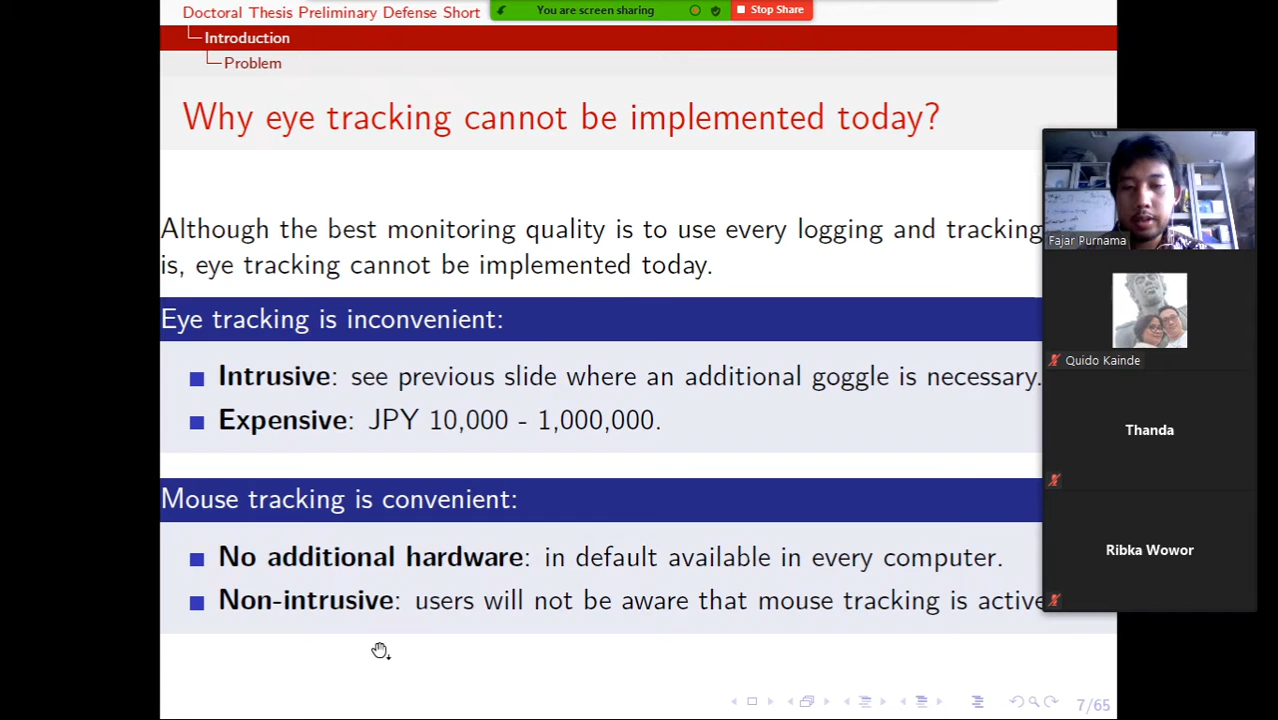 Doctoral Thesis Preliminary Defense Short
You are screen sharing
Stop Share
Introduction
Problem
Why eye tracking cannot be implemented today?
Although the best monitoring quality is to use every logging and tracking
is, eye tracking cannot be implemented today.
Eye tracking is inconvenient:
Intrusive: see previous slide where an additional goggle is necessary.
Expensive: JPY 10,000 - 1,000,000.
Mouse tracking is convenient:
No additional hardware: in default available in every computer.
Non-intrusive: users will not be aware that mouse tracking is active
7/65
Fajar Purnama
Quido Kainde
Thanda
Ribka Wowor